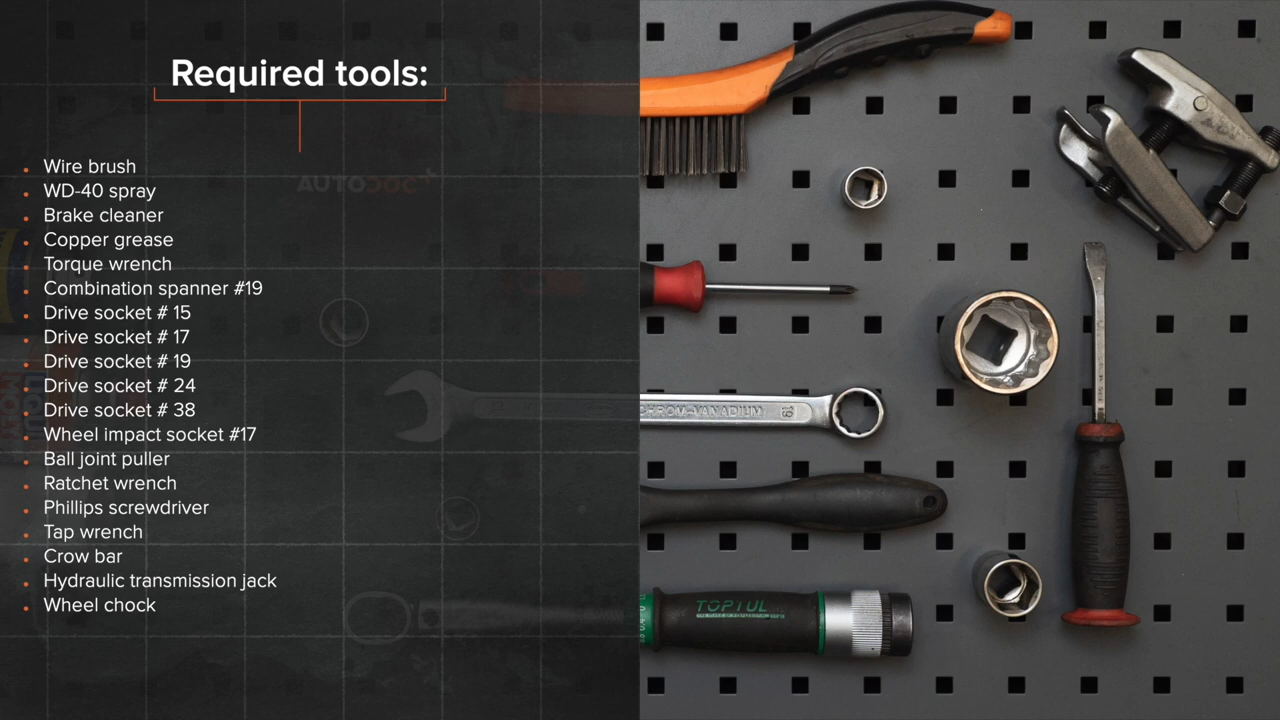 Required tools:
AUTODOC
Wire brush
WD-40 spray
Brake cleaner
Copper grease
Torque wrench
Combination spanner #19
Drive socket # 15
Drive socket # 17
Drive socket # 19
Drive socket # 24
Drive socket # 38
Wheel impact socket #17
Ball joint puller
Ratchet wrench
Phillips screwdriver
Tap wrench
Crow bar
Hydraulic transmission jack
Wheel chock
CHROM-VANADIUM 19
TOPTUL